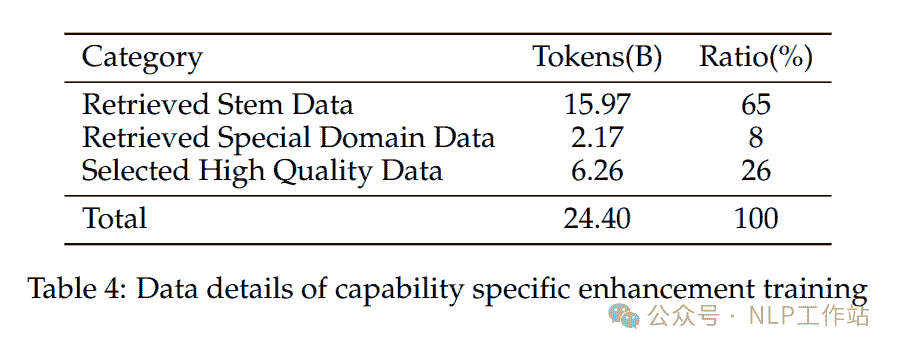 Category Tokens(B) Ratio(%)
Retrieved Stem Data 15.97 65
Retrieved Special Domain Data 2.17 8
Selected High Quality Data 6.26 26
Total 24.40 100
Table 4: Data details of capability specific enhancement training
公众号 · NLP工作站